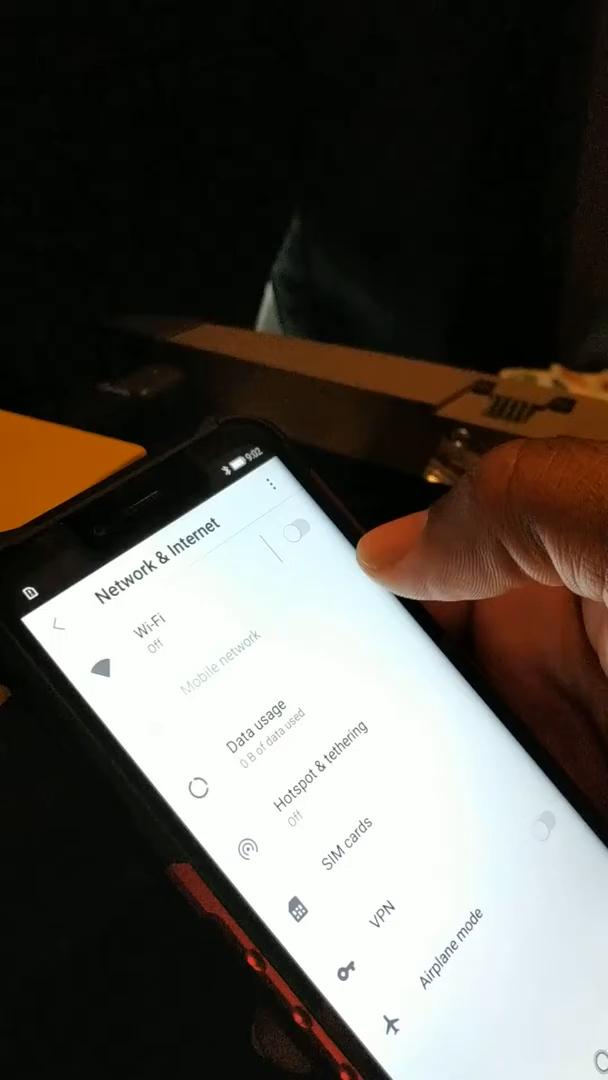 9:02
Network & Internet
Wi-Fi
Off
Mobile network
Data usage
0 B of data used
Hotspot & tethering
Off
SIM cards
VPN
Airplane mode